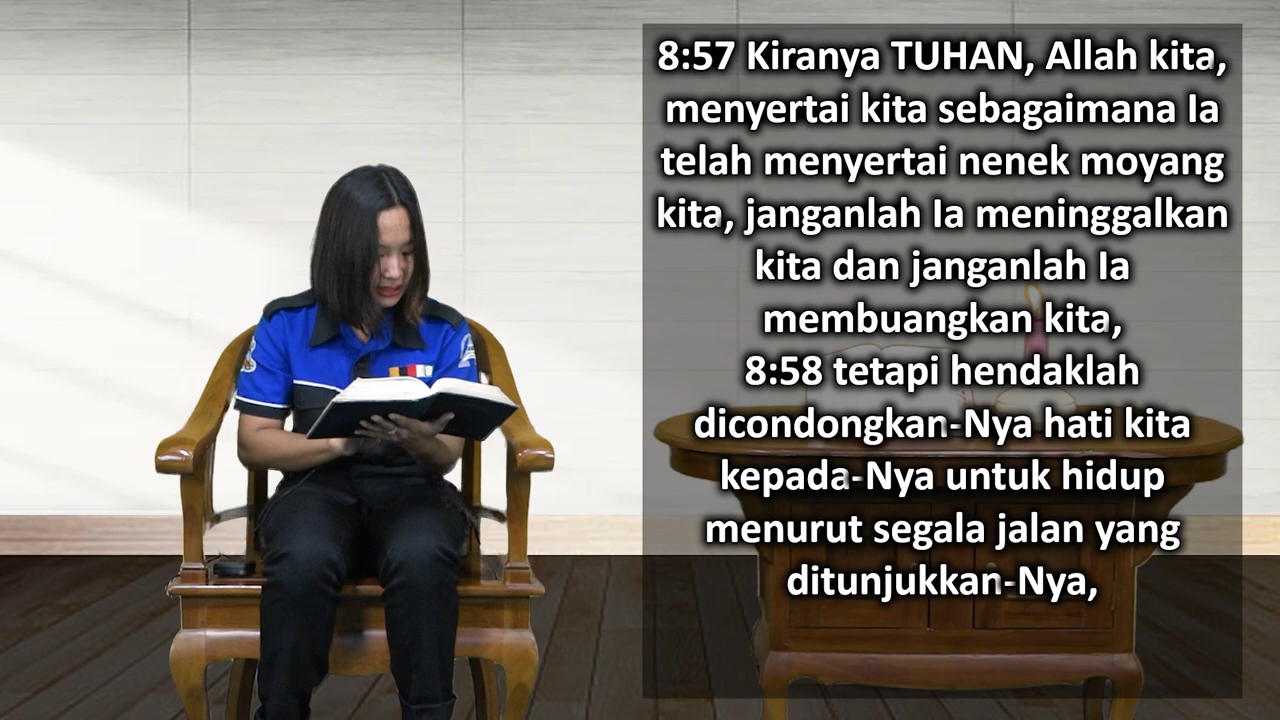 8:57 Kiranya TUHAN, Allah kita,
menyertai kita sebagaimana Ia
telah menyertai nenek moyang
kita, janganlah Ia meninggalkan
kita dan janganlah Ia
membuangkan kita,
8:58 tetapi hendaklah
dicondongkan-Nya hati kita
kepada-Nya untuk hidup
menurut segala jalan yang
ditunjukkan-Nya,